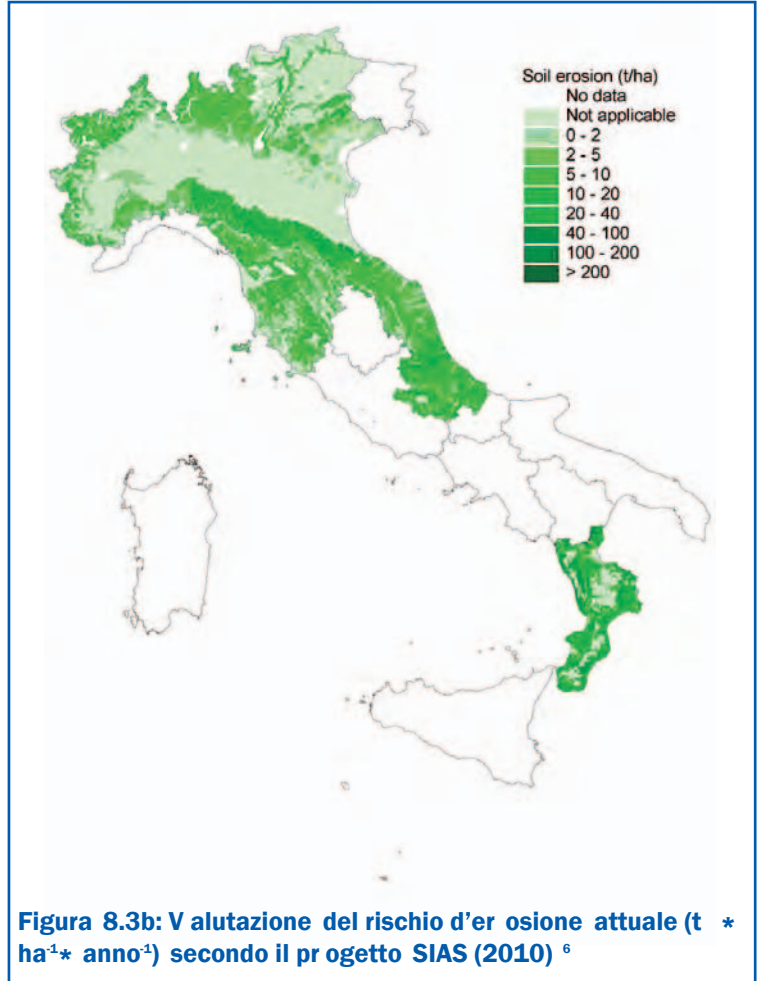 Soil erosion (t/ha)
No data
Not applicable
0 - 2
2 - 5
5 - 10
10 - 20
20 - 40
40 - 100
100 - 200
> 200
Figura 8.3b: V alutazione del rischio d'er osione attuale (t *
ha-1* anno-1) secondo il pr ogetto SIAS (2010) 6